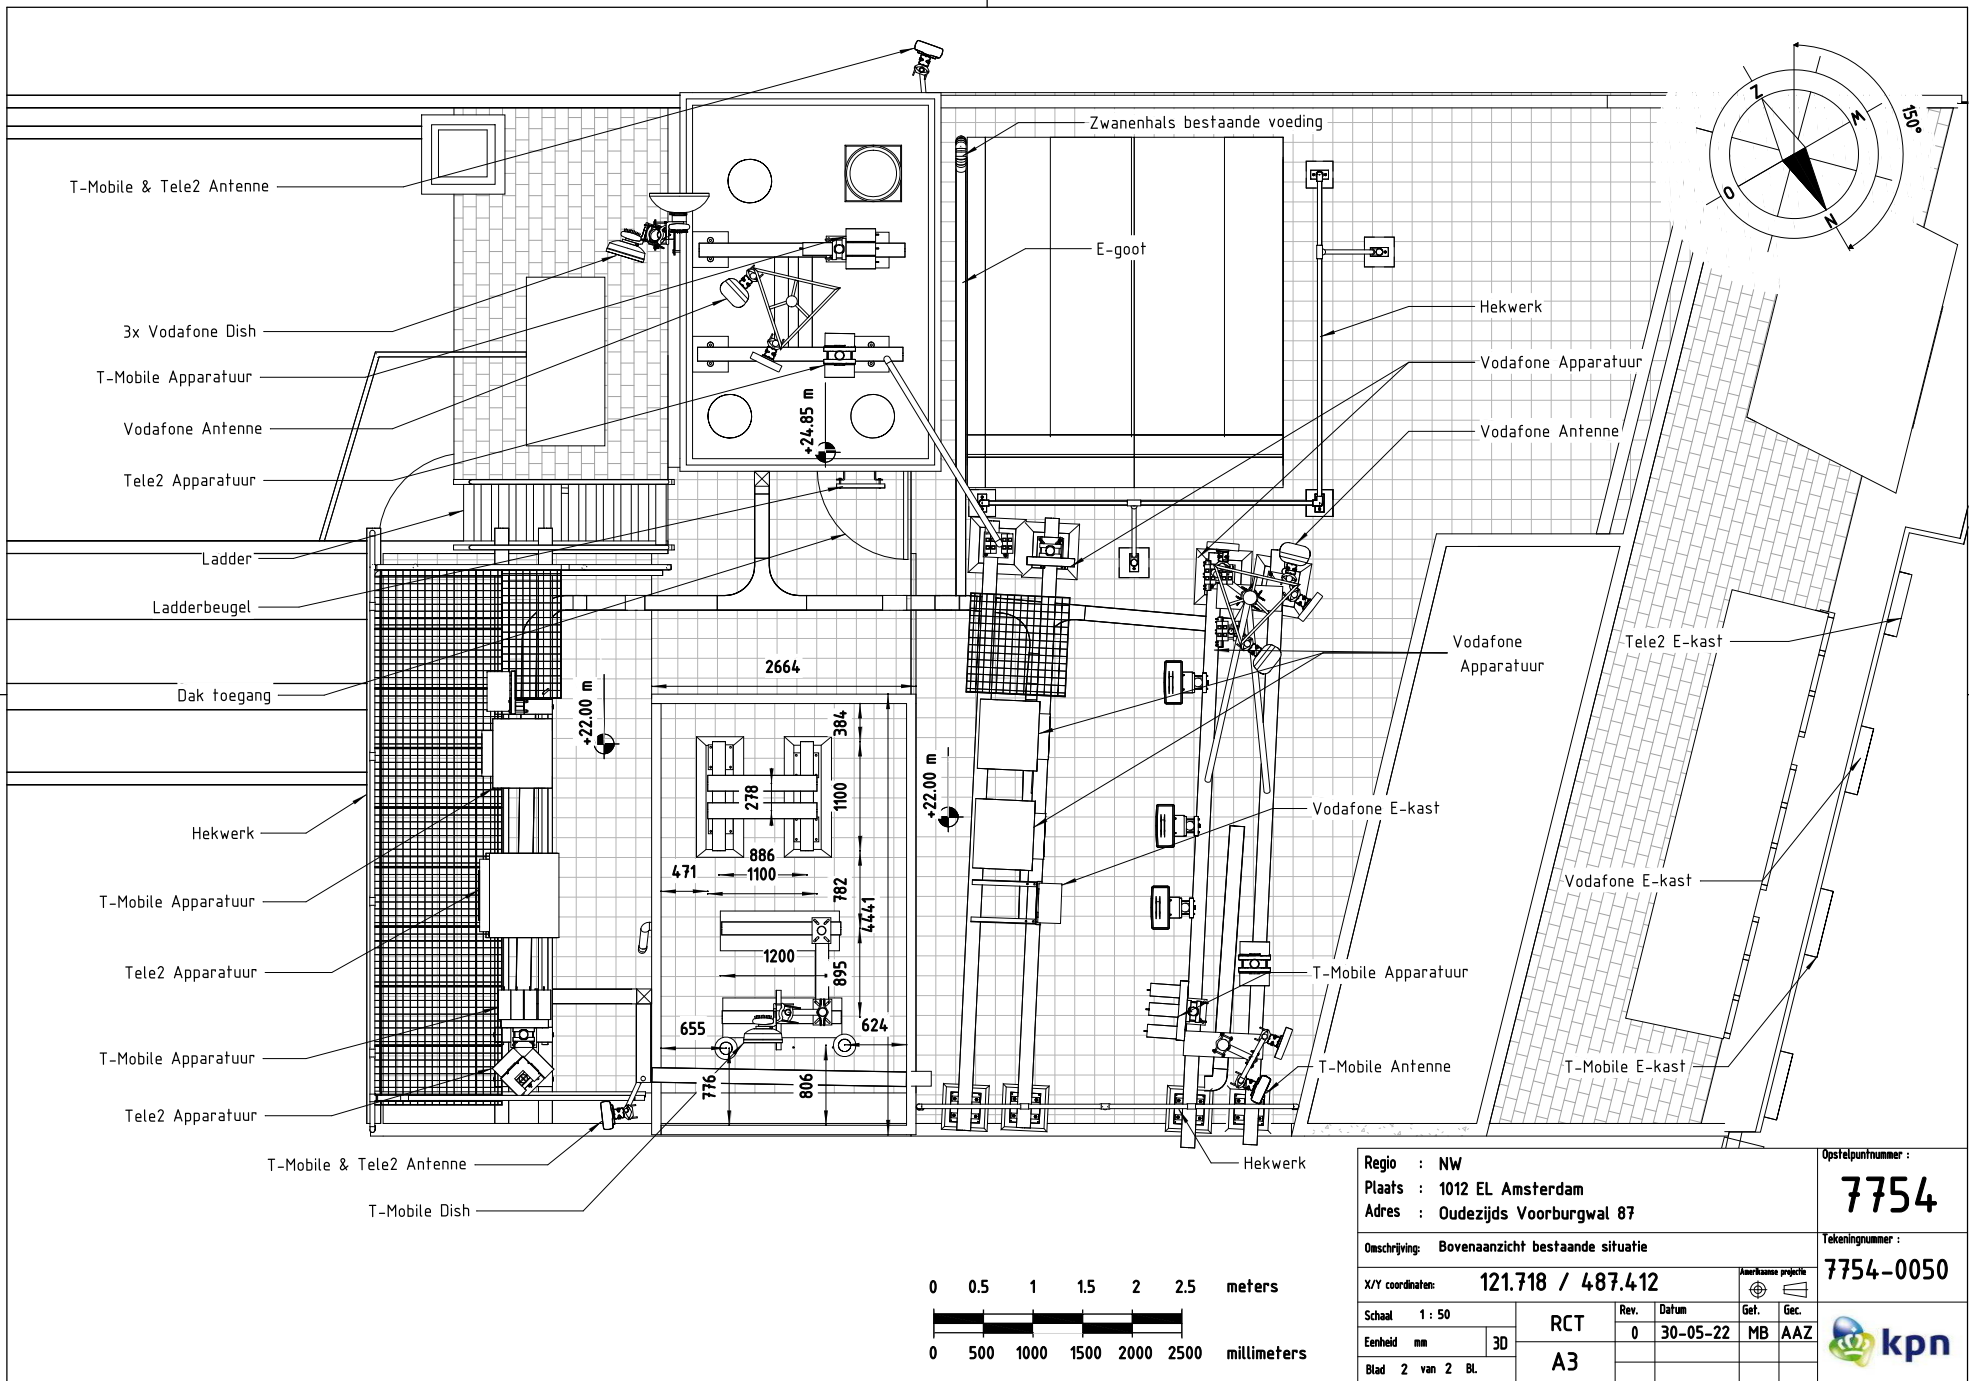 T-Mobile & Tele2 Antenne
3x Vodafone Dish
T-Mobile Apparatuur
Vodafone Antenne
Tele2 Apparatuur
Ladder
Ladderbeugel
Dak toegang
Hekwerk
T-Mobile Apparatuur
Tele2 Apparatuur
T-Mobile Apparatuur
Tele2 Apparatuur
T-Mobile & Tele2 Antenne
T-Mobile Dish
Zwanenhals bestaande voeding
E-goot
Hekwerk
Vodafone Apparatuur
Vodafone Antenne
Vodafone
Apparatuur
Vodafone E-kast
T-Mobile Apparatuur
T-Mobile Antenne
Hekwerk
Tele2 E-kast
Vodafone E-kast
T-Mobile E-kast
Z
W
O
N
150°
+24.85 m
+22.00 m
+22.00 m
2664
384
278
1100
886
471
1100
782
4441
1200
895
655
624
776
806
0 0.5 1 1.5 2 2.5 meters
0 500 1000 1500 2000 2500 millimeters
Regio : NW
Plaats : 1012 EL Amsterdam
Adres : Oudezijds Voorburgwal 87
Opstelpuntnummer :
7754
Omschrijving: Bovenaanzicht bestaande situatie
Tekeningnummer :
7754-0050
X/Y coordinaten: 121.718 / 487.412
Amerikaanse projectie
Schaal 1 : 50
RCT
Rev. Datum Get. Gec.
0 30-05-22 MB AAZ
Eenheid mm 3D
A3
Blad 2 van 2 Bl.
kpn